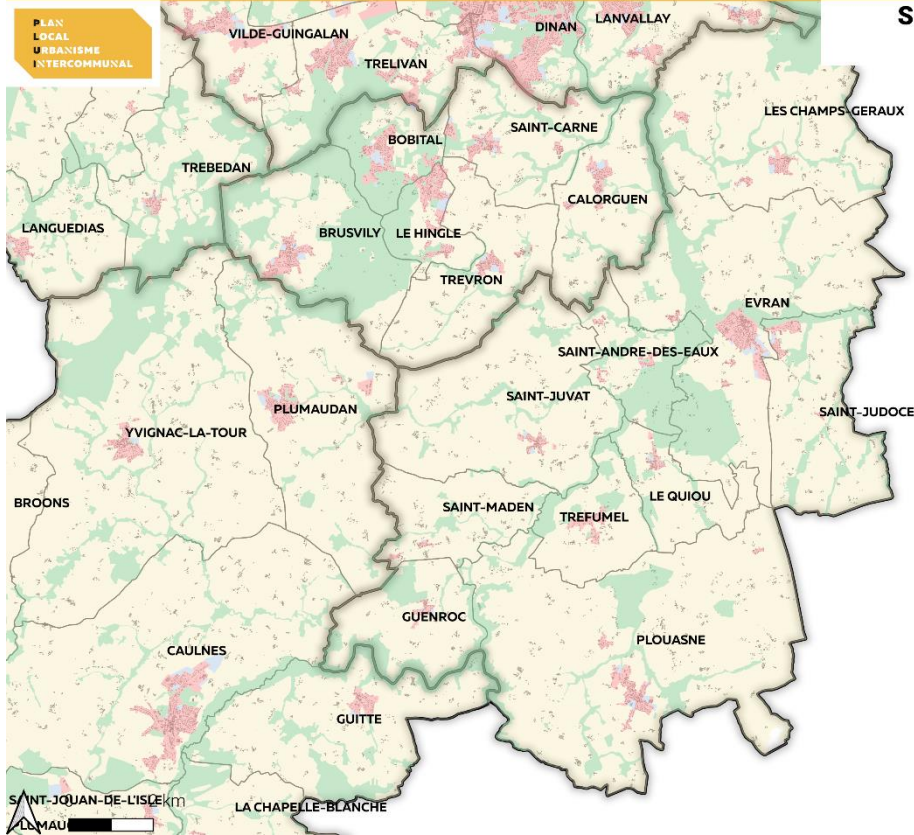 PLAN
LOCAL
URBANISME
INTERCOMMUNAL
S
VILDE-GUINGALAN
DINAN
LANVALLAY
TRELIVAN
LES CHAMPS-GERAUX
SAINT-CARNE
BOBITAL
TREBEDAN
CALORGUEN
LANGUEDIAS
BRUSVILY
LE HINGLE
TREVRON
EVRAN
SAINT-ANDRE-DES-EAUX
SAINT-JUVAT
PLUMAUDAN
SAINT-JUDOCE
YVIGNAC-LA-TOUR
BROONS
LE QUIOU
SAINT-MADEN
TREFUMEL
GUENROC
PLOUASNE
CAULNES
GUITTE
SAINT-JOUAN-DE-L'ISLE
km
LA CHAPELLE-BLANCHE